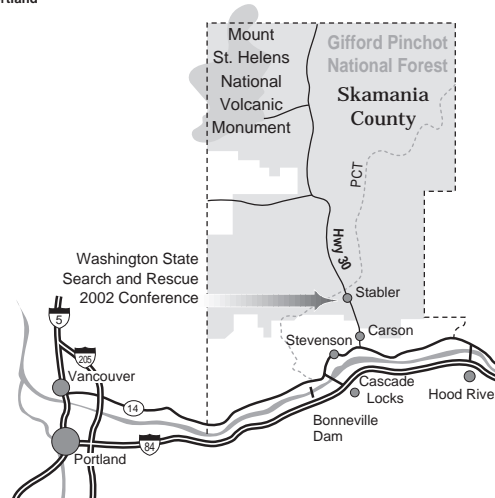 Mount
St. Helens
National
Volcanic
Monument
Gifford Pinchot
National Forest
Skamania
County
PCT
Hwy 30
Washington State
Search and Rescue
2002 Conference
Stabler
Carson
Stevenson
5
205
Vancouver
14
Cascade
Locks
Hood Rive
Bonneville
Dam
84
Portland